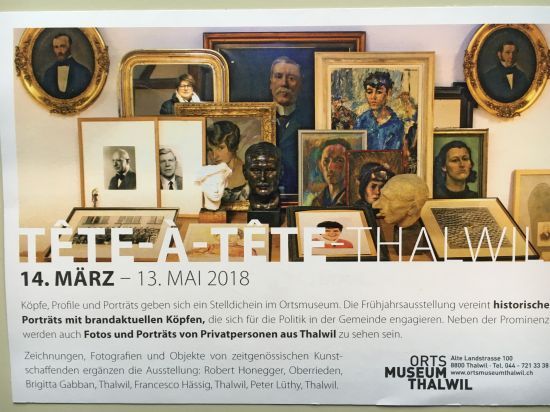 TÊTE-À-TÊTE-THALWIL
14. MÄRZ – 13. MAI 2018
Köpfe, Profile und Porträts geben sich ein Stelldichein im Ortsmuseum. Die Frühjahrsausstellung vereint historische
Porträts mit brandaktuellen Köpfen, die sich für die Politik in der Gemeinde engagieren. Neben der Prominenz
werden auch Fotos und Porträts von Privatpersonen aus Thalwil zu sehen sein.
Zeichnungen, Fotografien und Objekte von zeitgenössischen Kunst-
schaffenden ergänzen die Ausstellung: Robert Honegger, Oberrieden,
Brigitta Gabban, Thalwil, Francesco Hässig, Thalwil, Peter Lüthy, Thalwil.
ORTS
MUSEUM
THALWIL
Alte Landstrasse 100
8800 Thalwil · Tel. 044 - 721 33 38
www.ortsmuseumthalwil.ch